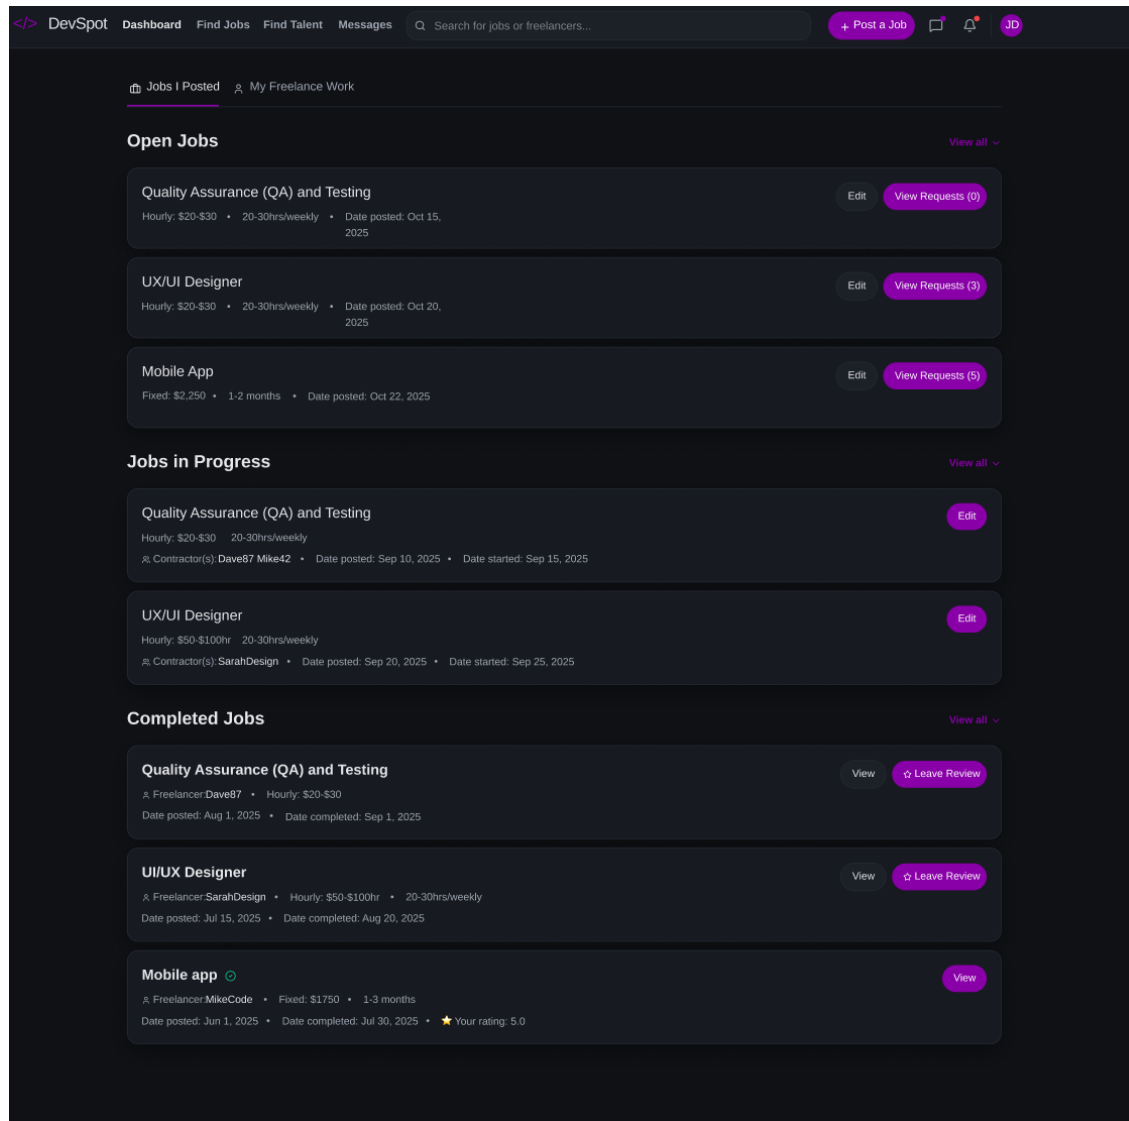 </> DevSpot Dashboard Find Jobs Find Talent Messages Search for jobs or freelancers... + Post a Job JD
Jobs I Posted My Freelance Work
Open Jobs View all
Quality Assurance (QA) and Testing Edit View Requests (0)
Hourly: $20-$30 • 20-30hrs/weekly • Date posted: Oct 15,
2025
UX/UI Designer Edit View Requests (3)
Hourly: $20-$30 • 20-30hrs/weekly • Date posted: Oct 20,
2025
Mobile App Edit View Requests (5)
Fixed: $2,250 • 1-2 months • Date posted: Oct 22, 2025
Jobs in Progress View all
Quality Assurance (QA) and Testing Edit
Hourly: $20-$30 20-30hrs/weekly
Contractor(s):Dave87 Mike42 • Date posted: Sep 10, 2025 • Date started: Sep 15, 2025
UX/UI Designer Edit
Hourly: $50-$100hr 20-30hrs/weekly
Contractor(s):SarahDesign • Date posted: Sep 20, 2025 • Date started: Sep 25, 2025
Completed Jobs View all
Quality Assurance (QA) and Testing View Leave Review
Freelancer:Dave87 • Hourly: $20-$30
Date posted: Aug 1, 2025 • Date completed: Sep 1, 2025
UI/UX Designer View Leave Review
Freelancer:SarahDesign • Hourly: $50-$100hr • 20-30hrs/weekly
Date posted: Jul 15, 2025 • Date completed: Aug 20, 2025
Mobile app View
Freelancer:MikeCode • Fixed: $1750 • 1-3 months
Date posted: Jun 1, 2025 • Date completed: Jul 30, 2025 • Your rating: 5.0